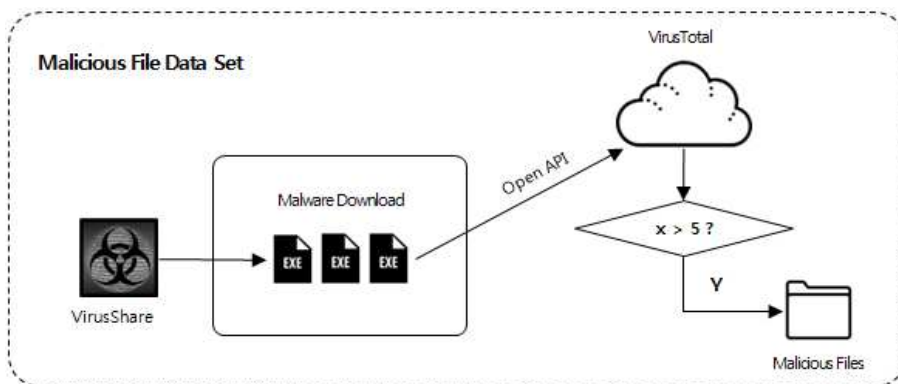 Malicious File Data Set
VirusTotal
Malware Download
Open API
EXE EXE EXE
x > 5 ?
VirusShare
Y
Malicious Files